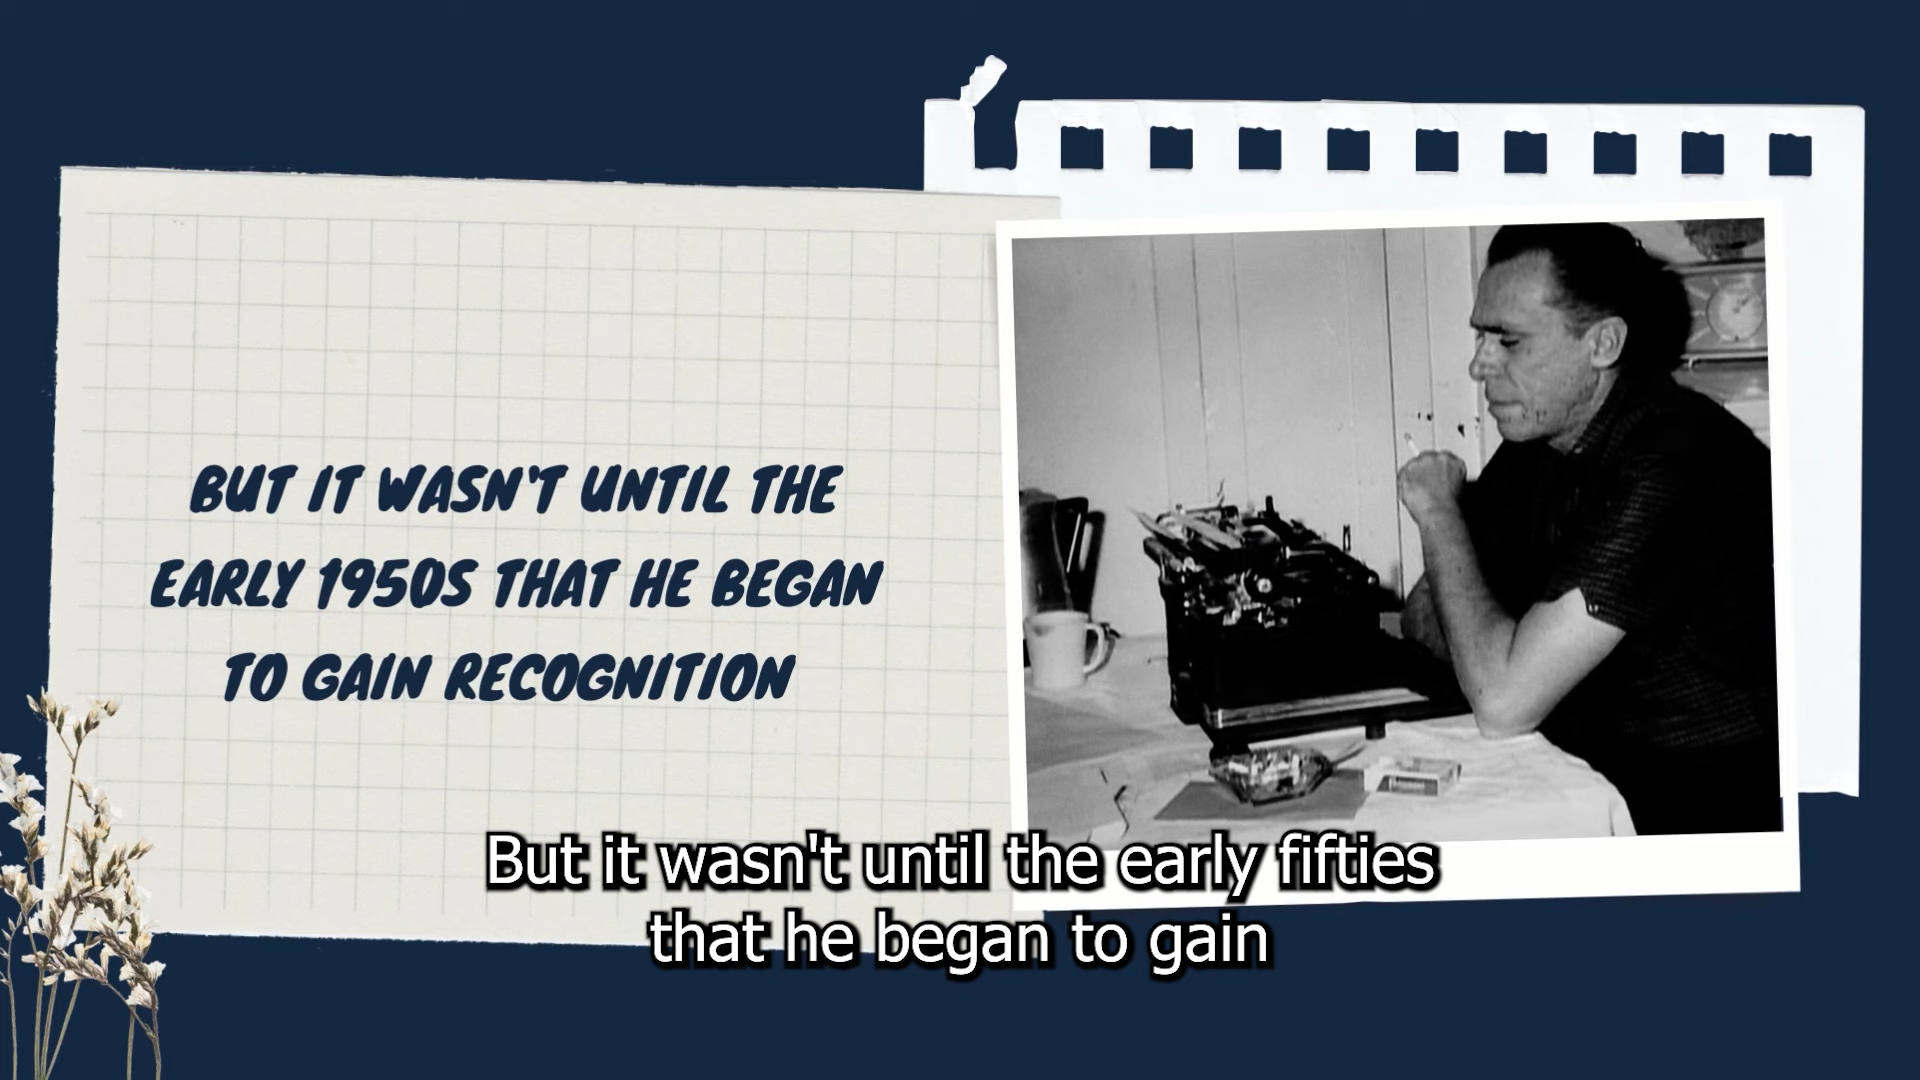 BUT IT WASN'T UNTIL THE
EARLY 1950S THAT HE BEGAN
TO GAIN RECOGNITION
But it wasn't until the early fifties
that he began to gain